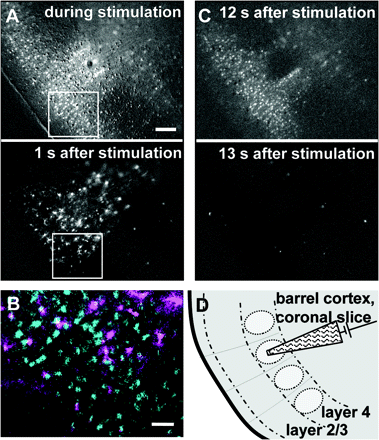 A
during stimulation
1 s after stimulation
C
12 s after stimulation
13 s after stimulation
B
D
barrel cortex,
coronal slice
layer 4
layer 2/3